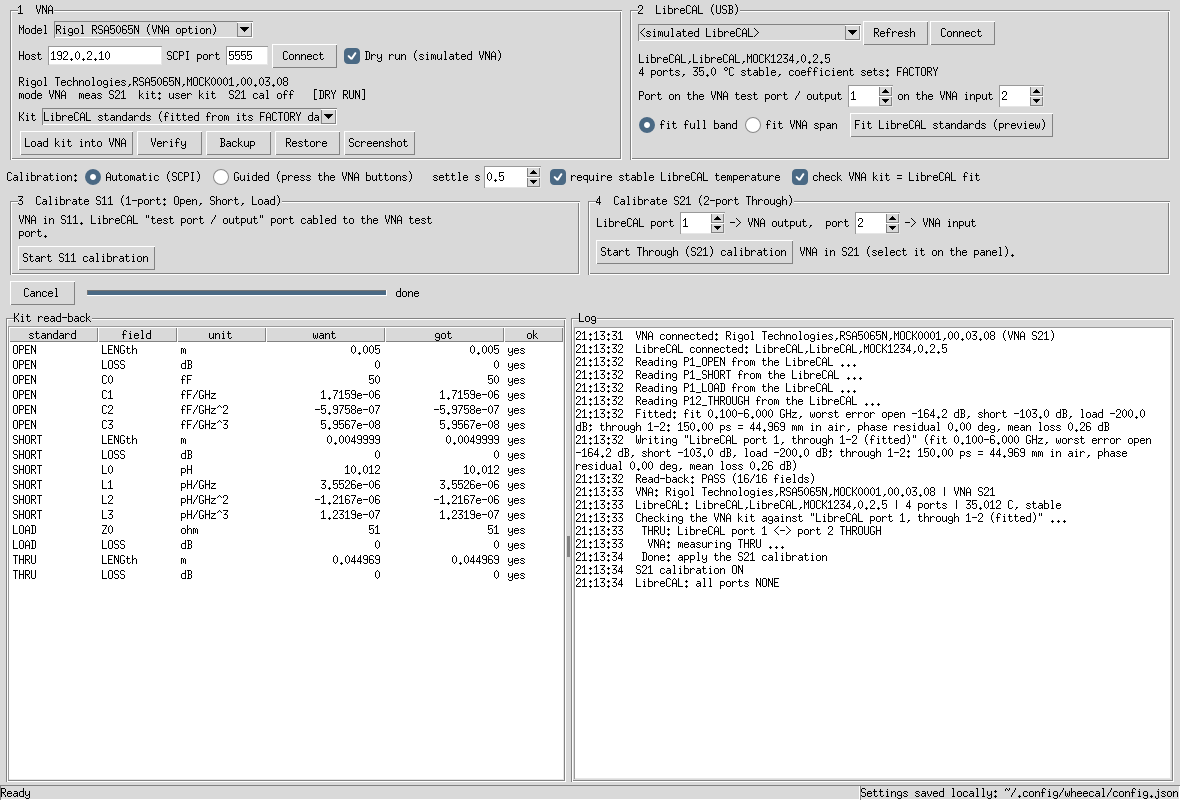 1 VNA
Model Rigol RSA5065N (VNA option)
Host 192.0.2.10 SCPI port 5555 Connect Dry run (simulated VNA)
Rigol Technologies,RSA5065N,MOCK0001,00.03.08
mode VNA meas S21 kit: user kit S21 cal off [DRY RUN]
Kit LibreCAL standards (fitted from its FACTORY da
Load kit into VNA Verify Backup Restore Screenshot
2 LibreCAL (USB)
<simulated LibreCAL> Refresh Connect
LibreCAL,LibreCAL,MOCK1234,0.2.5
4 ports, 35.0 °C stable, coefficient sets: FACTORY
Port on the VNA test port / output 1 on the VNA input 2
fit full band fit VNA span Fit LibreCAL standards (preview)
Calibration: Automatic (SCPI) Guided (press the VNA buttons) settle s 0.5 require stable LibreCAL temperature check VNA kit = LibreCAL fit
3 Calibrate S11 (1-port: Open, Short, Load)
VNA in S11. LibreCAL "test port / output" port cabled to the VNA test
port.
Start S11 calibration
4 Calibrate S21 (2-port Through)
LibreCAL port 1 -> VNA output, port 2 -> VNA input
Start Through (S21) calibration VNA in S21 (select it on the panel).
Cancel done
Kit read-back
standard field unit want got ok
OPEN LENGth m 0.005 0.005 yes
OPEN LOSS dB 0 0 yes
OPEN C0 fF 50 50 yes
OPEN C1 fF/GHz 1.7159e-06 1.7159e-06 yes
OPEN C2 fF/GHz^2 -5.9758e-07 -5.9758e-07 yes
OPEN C3 fF/GHz^3 5.9567e-08 5.9567e-08 yes
SHORT LENGth m 0.0049999 0.0049999 yes
SHORT LOSS dB 0 0 yes
SHORT L0 pH 10.012 10.012 yes
SHORT L1 pH/GHz 3.5526e-06 3.5526e-06 yes
SHORT L2 pH/GHz^2 -1.2167e-06 -1.2167e-06 yes
SHORT L3 pH/GHz^3 1.2319e-07 1.2319e-07 yes
LOAD Z0 ohm 51 51 yes
LOAD LOSS dB 0 0 yes
THRU LENGth m 0.044969 0.044969 yes
THRU LOSS dB 0 0 yes
Log
21:13:31 VNA connected: Rigol Technologies,RSA5065N,MOCK0001,00.03.08 (VNA S21)
21:13:32 LibreCAL connected: LibreCAL,LibreCAL,MOCK1234,0.2.5
21:13:32 Reading P1_OPEN from the LibreCAL ...
21:13:32 Reading P1_SHORT from the LibreCAL ...
21:13:32 Reading P1_LOAD from the LibreCAL ...
21:13:32 Reading P12_THROUGH from the LibreCAL ...
21:13:32 Fitted: fit 0.100-6.000 GHz, worst error open -164.2 dB, short -103.0 dB, load -200.0
dB; through 1-2: 150.00 ps = 44.969 mm in air, phase residual 0.00 deg, mean loss 0.26 dB
21:13:32 Writing "LibreCAL port 1, through 1-2 (fitted)" (fit 0.100-6.000 GHz, worst error open
-164.2 dB, short -103.0 dB, load -200.0 dB; through 1-2: 150.00 ps = 44.969 mm in air, phase
residual 0.00 deg, mean loss 0.26 dB)
21:13:32 Read-back: PASS (16/16 fields)
21:13:33 VNA: Rigol Technologies,RSA5065N,MOCK0001,00.03.08 | VNA S21
21:13:33 LibreCAL: LibreCAL,LibreCAL,MOCK1234,0.2.5 | 4 ports | 35.012 C, stable
21:13:33 Checking the VNA kit against "LibreCAL port 1, through 1-2 (fitted)" ...
21:13:33 THRU: LibreCAL port 1 <-> port 2 THROUGH
21:13:33 VNA: measuring THRU ...
21:13:34 Done: apply the S21 calibration
21:13:34 S21 calibration ON
21:13:34 LibreCAL: all ports NONE
Ready Settings saved locally: ~/.config/wheecal/config.json